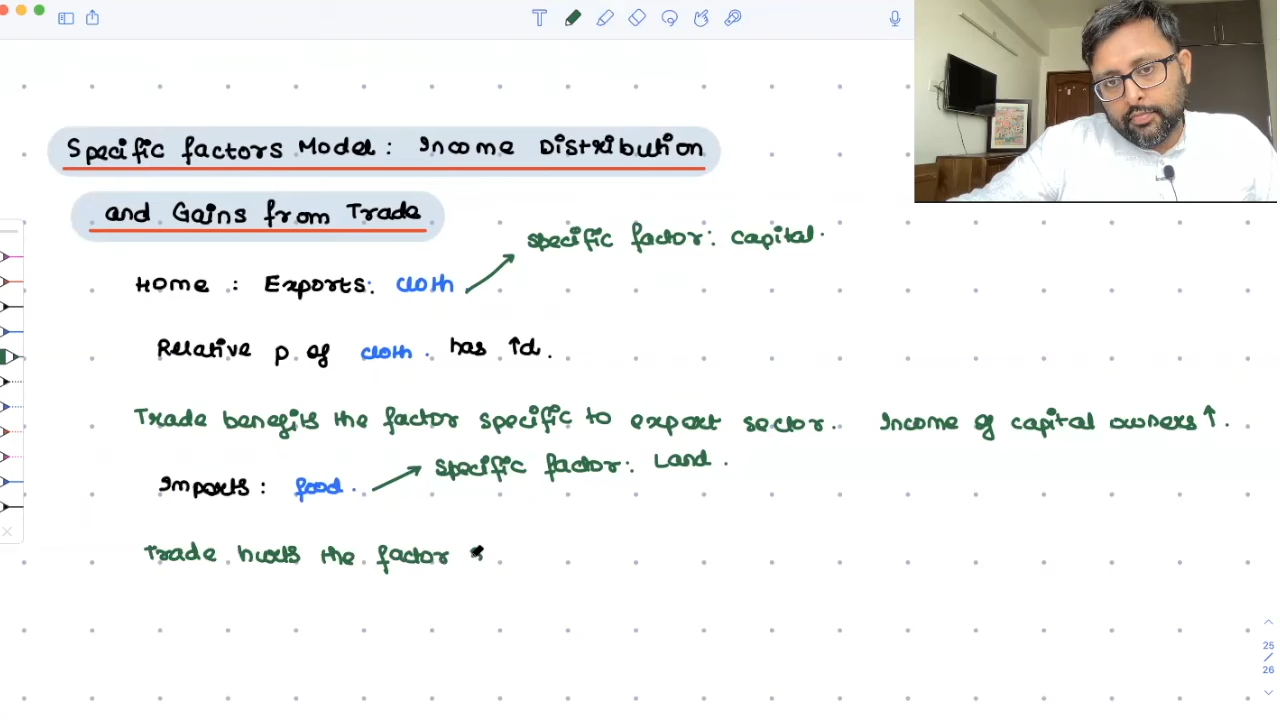 Specific factors Model: Income Distribution
and Gains from Trade
specific factor: capital.
Home : Exports: cloth
Relative p of cloth. has ↑d.
Trade benefits the factor specific to export sector. Income of capital owners ↑.
specific factor: Land.
Imports: food.
Trade hurts the factor s
25
/
26